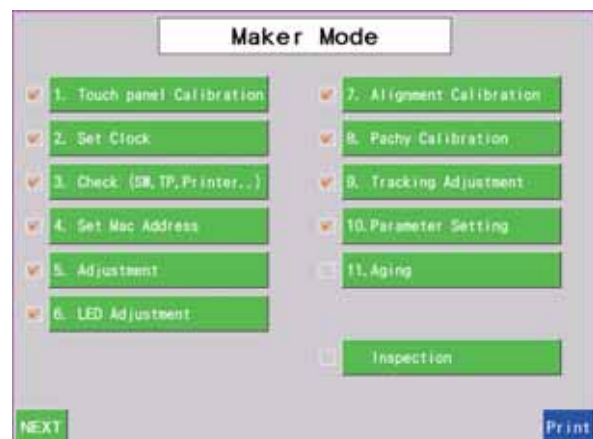 Maker Mode
1. Touch panel Calibration
2. Set Clock
3. Check (SW,TP,Printer..)
4. Set Mac Address
5. Adjustment
6. LED Adjustment
7. Alignment Calibration
8. Pachy Calibration
9. Tracking Adjustment
10.Parameter Setting
11.Aging
Inspection
NEXT
Print